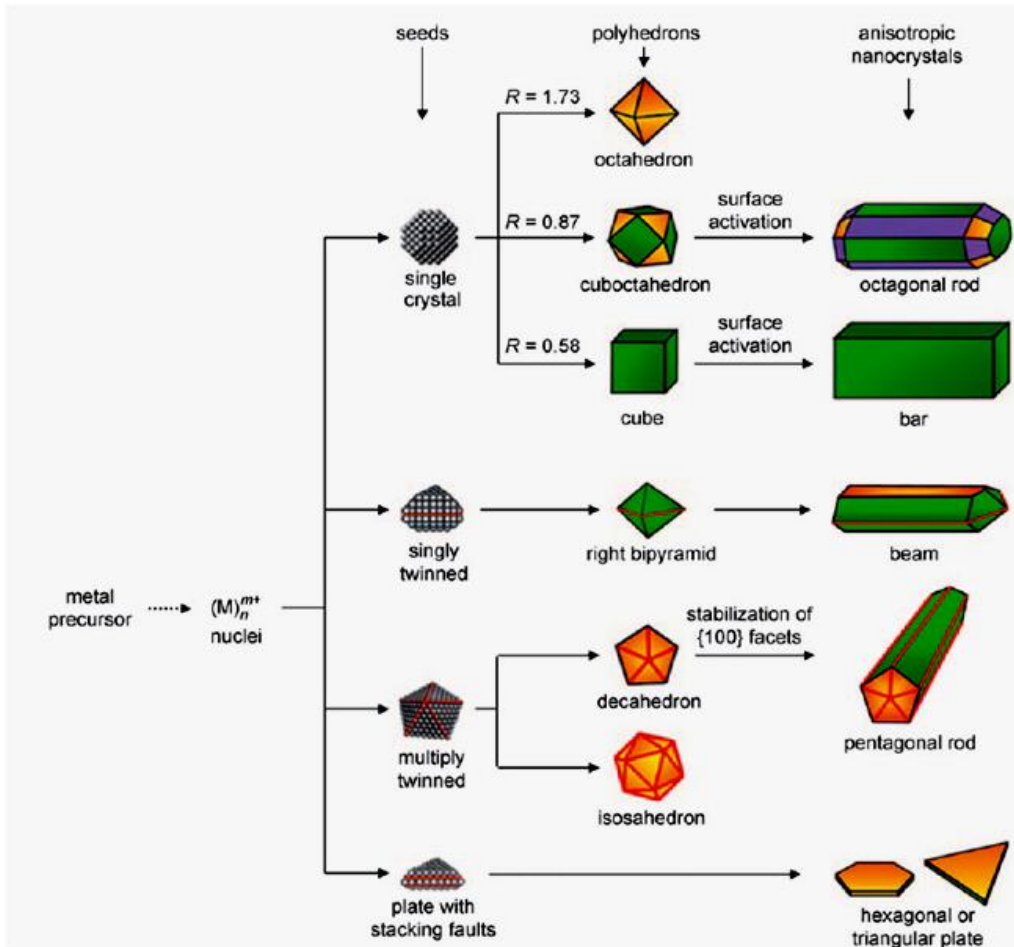 seeds
polyhedrons
anisotropic
nanocrystals
R = 1.73
octahedron
single
crystal
R = 0.87
cuboctahedron
surface
activation
octagonal rod
R = 0.58
cube
surface
activation
bar
singly
twinned
right bipyramid
beam
metal
precursor
(M)ₙᵐ⁺
nuclei
multiply
twinned
decahedron
stabilization of
{100} facets
pentagonal rod
isosahedron
plate with
stacking faults
hexagonal or
triangular plate